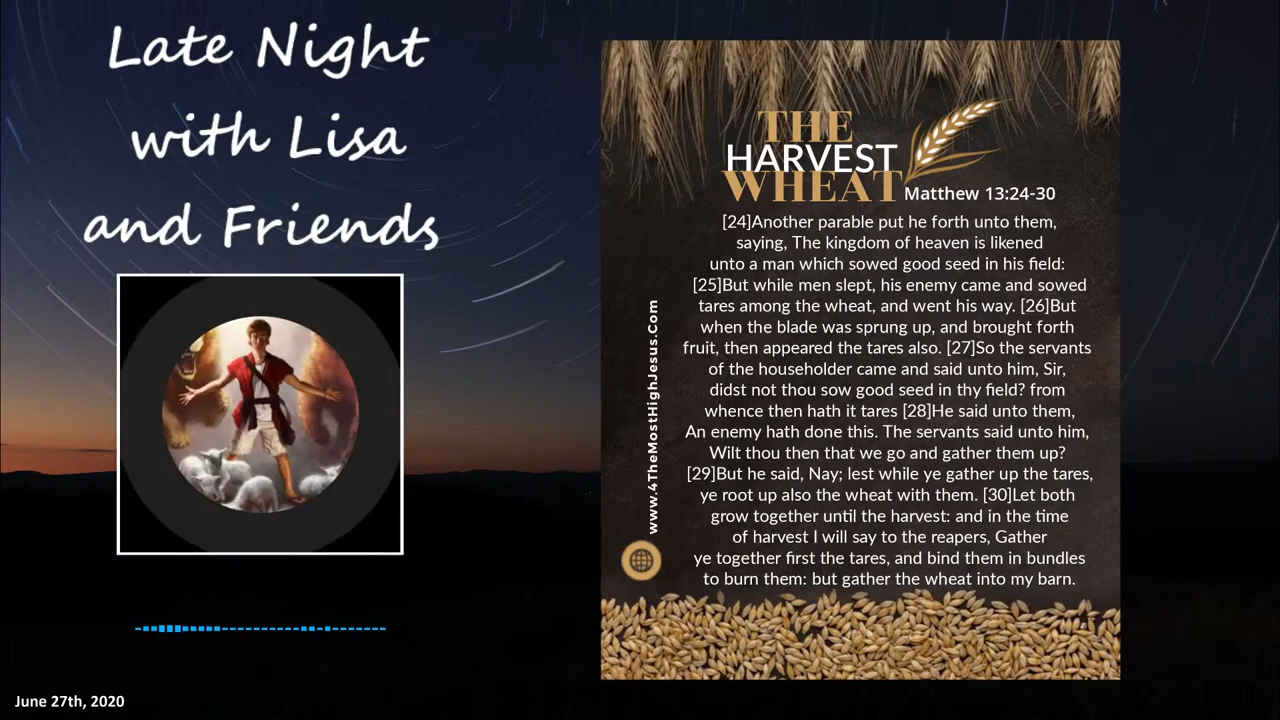 Late Night
with Lisa
and Friends
THE
HARVEST
WHEAT
Matthew 13:24-30
[24]Another parable put he forth unto them,
saying, The kingdom of heaven is likened
unto a man which sowed good seed in his field:
[25]But while men slept, his enemy came and sowed
tares among the wheat, and went his way. [26]But
when the blade was sprung up, and brought forth
fruit, then appeared the tares also. [27]So the servants
of the householder came and said unto him, Sir,
didst not thou sow good seed in thy field? from
whence then hath it tares [28]He said unto them,
An enemy hath done this. The servants said unto him,
Wilt thou then that we go and gather them up?
[29]But he said, Nay; lest while ye gather up the tares,
ye root up also the wheat with them. [30]Let both
grow together until the harvest: and in the time
of harvest I will say to the reapers, Gather
ye together first the tares, and bind them in bundles
to burn them: but gather the wheat into my barn.
www.4TheMostHighJesus.Com
June 27th, 2020